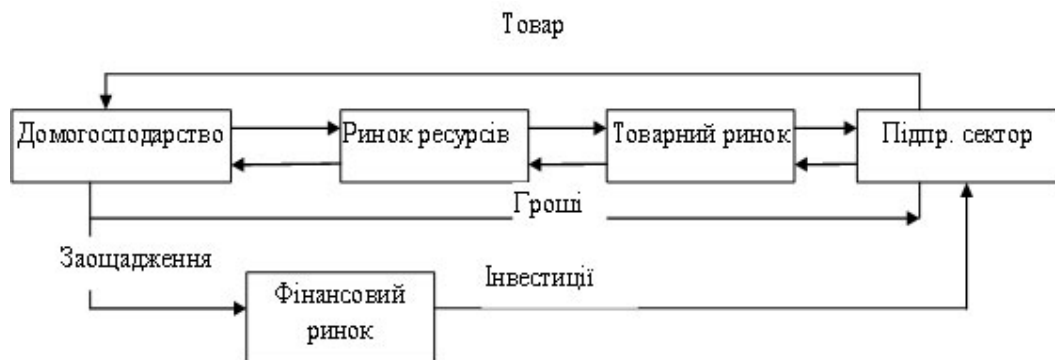 Товар
Домогосподарство
Ринок ресурсів
Товарний ринок
Підпр. сектор
Гроші
Заощадження
Інвестиції
Фінансовий
ринок